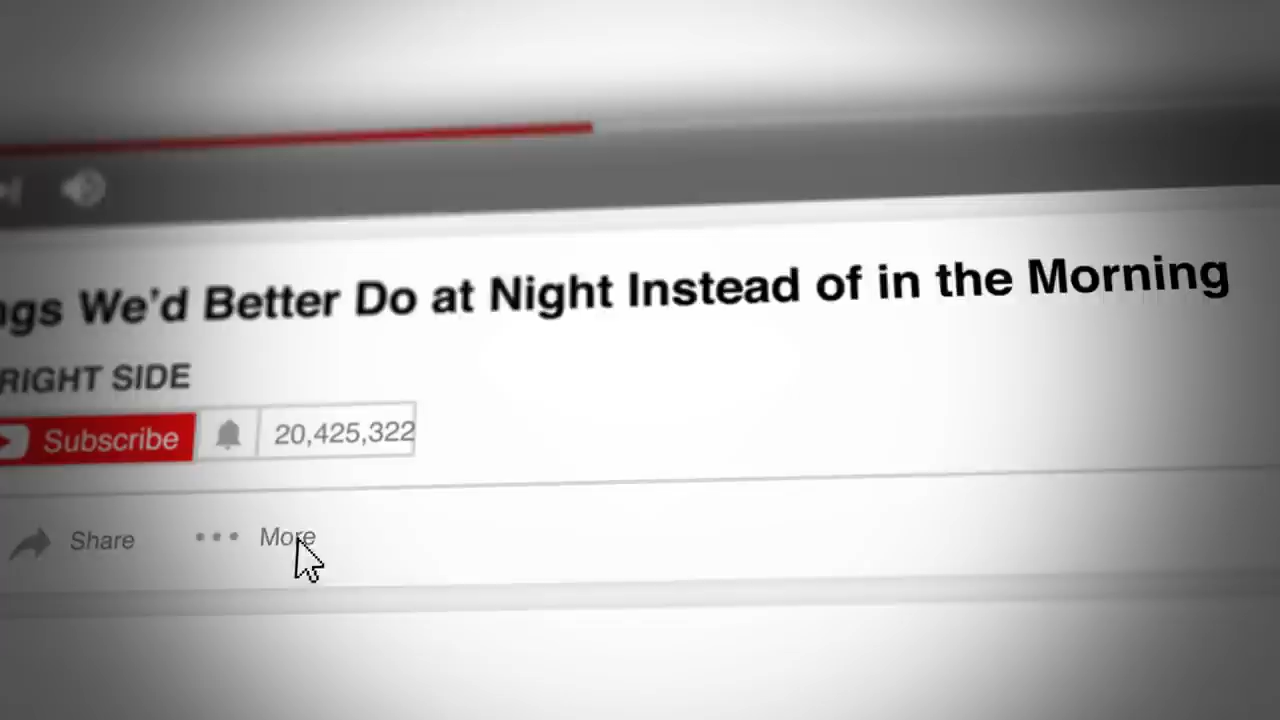 ngs We'd Better Do at Night Instead of in the Morning
RIGHT SIDE
Subscribe 20,425,322
Share ••• More